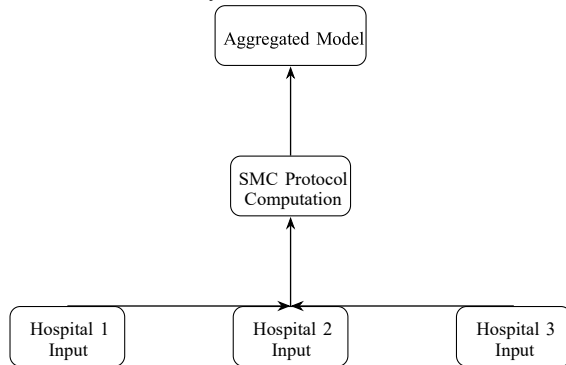 Aggregated Model
SMC Protocol
Computation
Hospital 1
Input
Hospital 2
Input
Hospital 3
Input